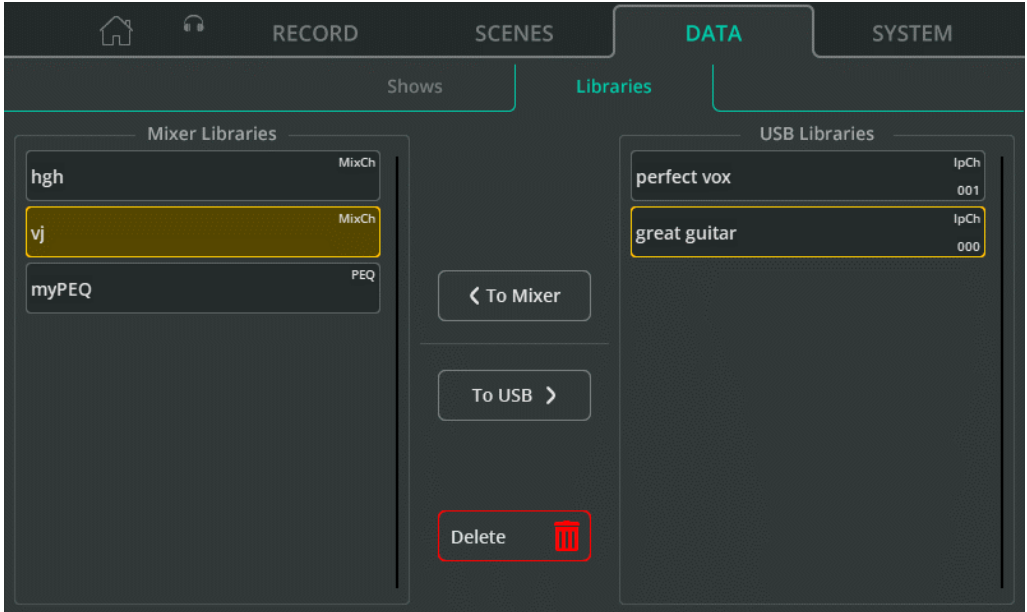 RECORD SCENES DATA SYSTEM
Shows Libraries
Mixer Libraries
hgh MixCh
vj MixCh
myPEQ PEQ
To Mixer
To USB
Delete
USB Libraries
perfect vox IpCh
001
great guitar IpCh
000